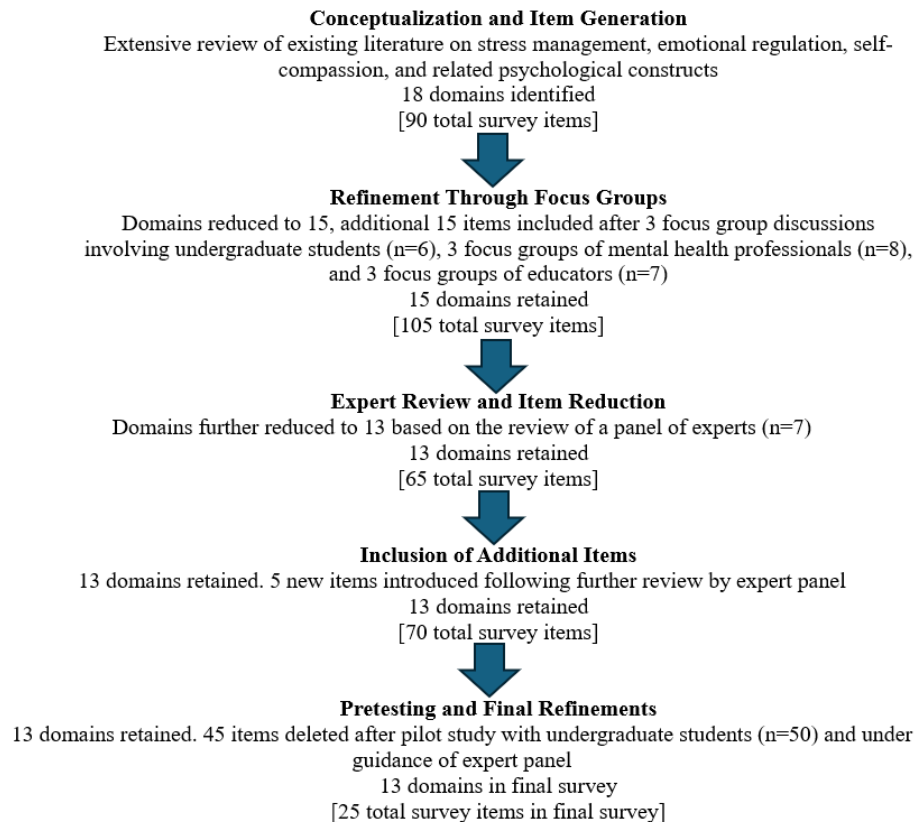 Conceptualization and Item Generation
Extensive review of existing literature on stress management, emotional regulation, self-
compassion, and related psychological constructs
18 domains identified
[90 total survey items]
Refinement Through Focus Groups
Domains reduced to 15, additional 15 items included after 3 focus group discussions
involving undergraduate students (n=6), 3 focus groups of mental health professionals (n=8),
and 3 focus groups of educators (n=7)
15 domains retained
[105 total survey items]
Expert Review and Item Reduction
Domains further reduced to 13 based on the review of a panel of experts (n=7)
13 domains retained
[65 total survey items]
Inclusion of Additional Items
13 domains retained. 5 new items introduced following further review by expert panel
13 domains retained
[70 total survey items]
Pretesting and Final Refinements
13 domains retained. 45 items deleted after pilot study with undergraduate students (n=50) and under
guidance of expert panel
13 domains in final survey
[25 total survey items in final survey]